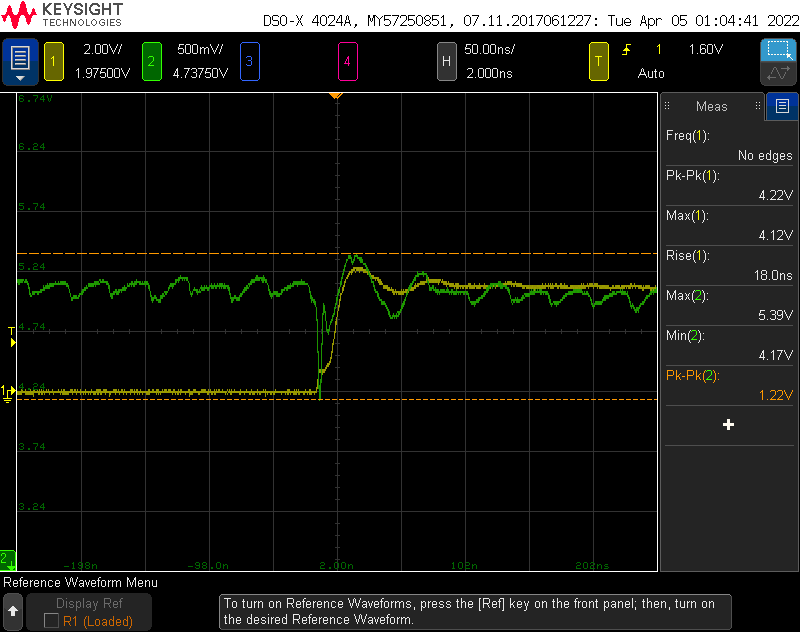 KEYSIGHT
TECHNOLOGIES
DSO-X 4024A, MY57250851, 07.11.2017061227: Tue Apr 05 01:04:41 2022
1 2.00V/ 2 500mV/ 3 4 H 50.00ns/ T 1 1.60V
1.97500V 4.73750V 2.000ns Auto
6.74V
6.24
5.74
5.24
4.74
4.24
3.74
3.24
T
1
2
-198n -98.0n 2.00n 102n 202ns
Meas
Freq(1):
No edges
Pk-Pk(1):
4.22V
Max(1):
4.12V
Rise(1):
18.0ns
Max(2):
5.39V
Min(2):
4.17V
Pk-Pk(2):
1.22V
Reference Waveform Menu
Display Ref
R1 (Loaded)
To turn on Reference Waveforms, press the [Ref] key on the front panel; then, turn on
the desired Reference Waveform.